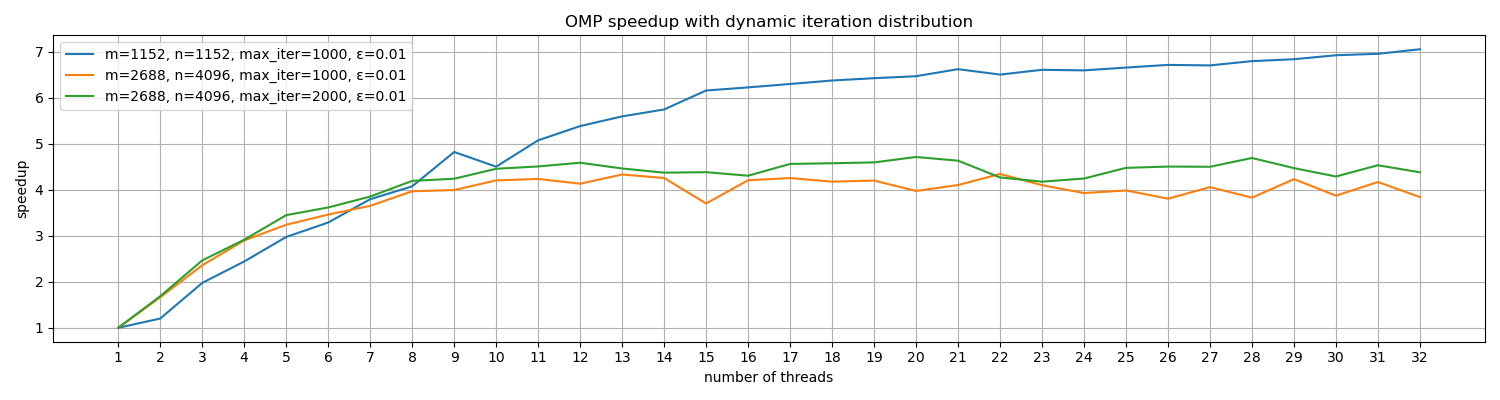 OMP speedup with dynamic iteration distribution
m=1152, n=1152, max_iter=1000, ε=0.01
m=2688, n=4096, max_iter=1000, ε=0.01
m=2688, n=4096, max_iter=2000, ε=0.01
speedup
7
6
5
4
3
2
1
1 2 3 4 5 6 7 8 9 10 11 12 13 14 15 16 17 18 19 20 21 22 23 24 25 26 27 28 29 30 31 32
number of threads